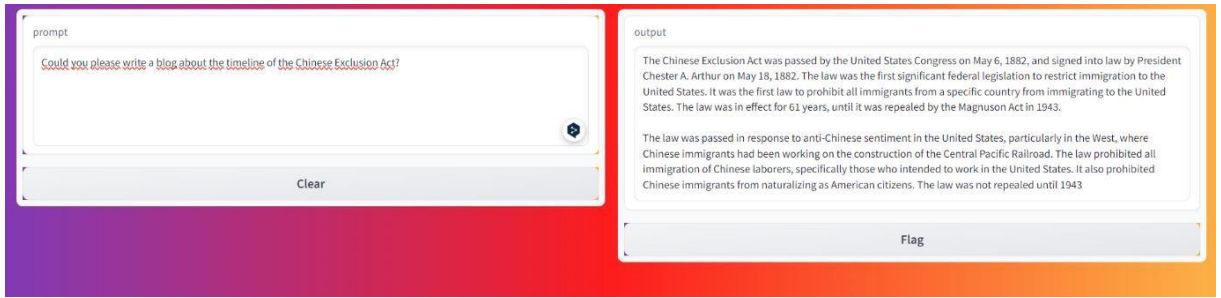 prompt
Could you please write a blog about the timeline of the Chinese Exclusion Act?
Clear
output
The Chinese Exclusion Act was passed by the United States Congress on May 6, 1882, and signed into law by President
Chester A. Arthur on May 18, 1882. The law was the first significant federal legislation to restrict immigration to the
United States. It was the first law to prohibit all immigrants from a specific country from immigrating to the United
States. The law was in effect for 61 years, until it was repealed by the Magnuson Act in 1943.
The law was passed in response to anti-Chinese sentiment in the United States, particularly in the West, where
Chinese immigrants had been working on the construction of the Central Pacific Railroad. The law prohibited all
immigration of Chinese laborers, specifically those who intended to work in the United States. It also prohibited
Chinese immigrants from naturalizing as American citizens. The law was not repealed until 1943
Flag